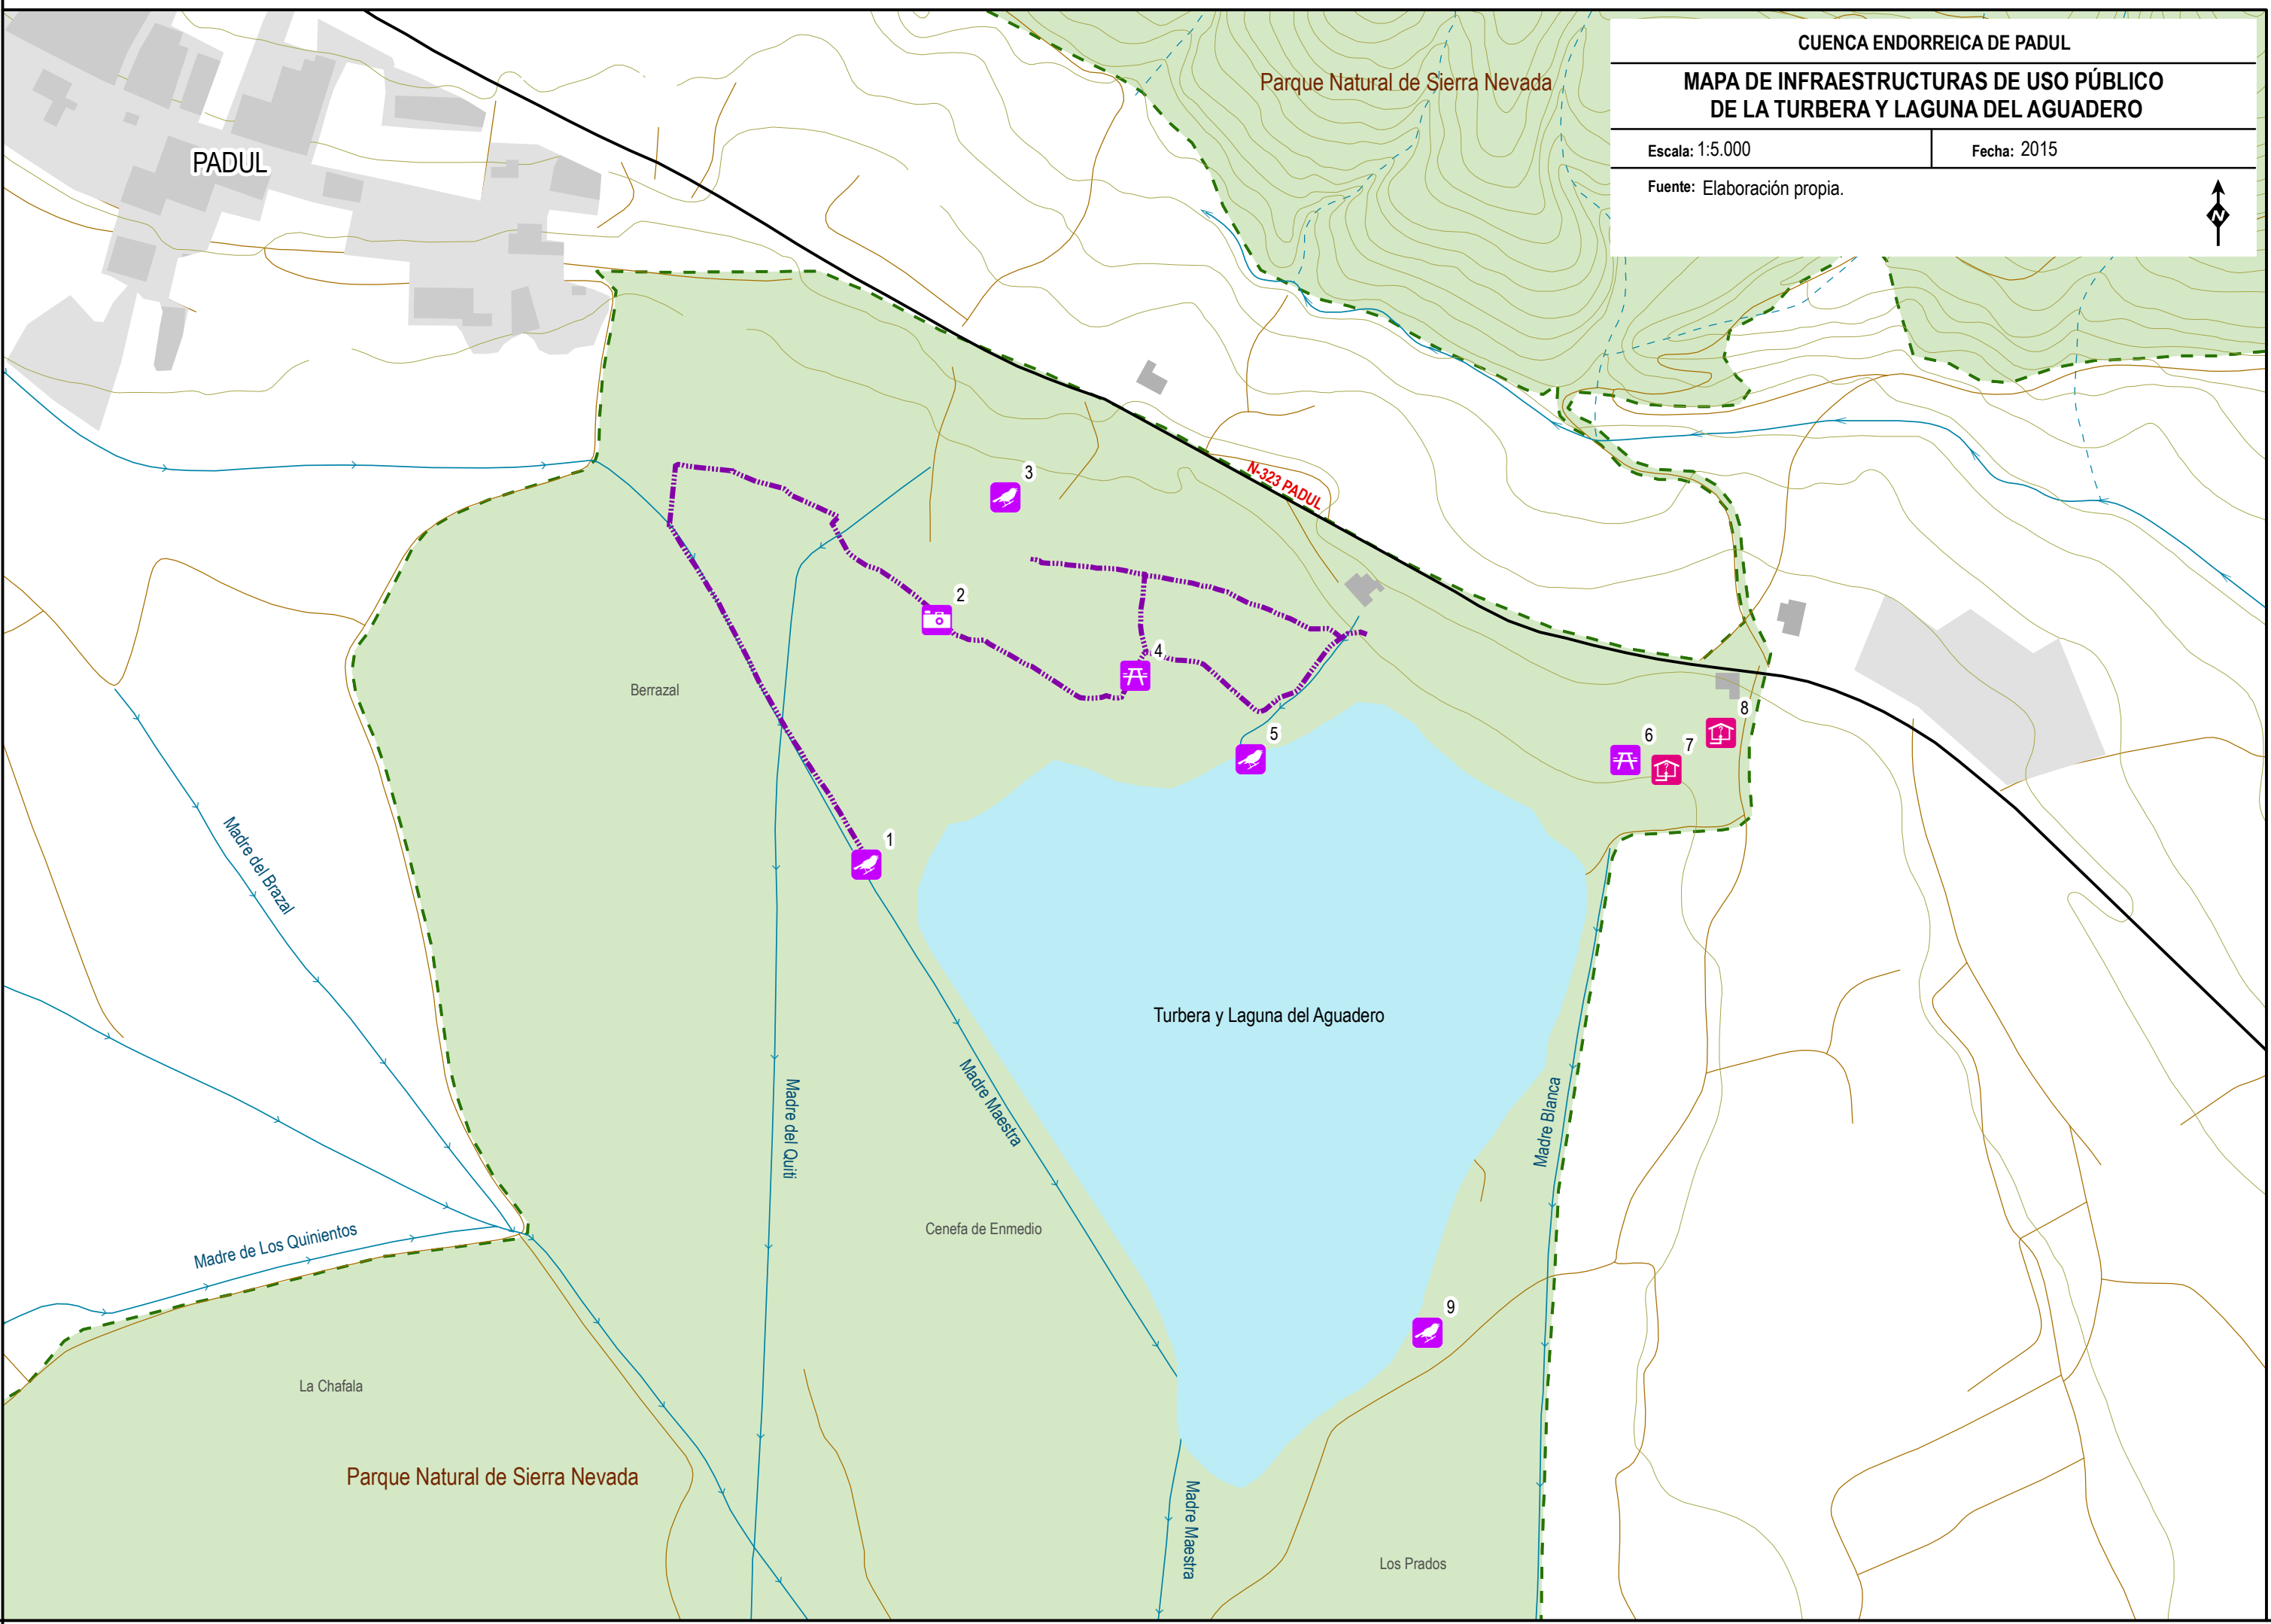 CUENCA ENDORREICA DE PADUL
MAPA DE INFRAESTRUCTURAS DE USO PÚBLICO
DE LA TURBERA Y LAGUNA DEL AGUADERO
Escala: 1:5.000
Fecha: 2015
Fuente: Elaboración propia.
N
Parque Natural de Sierra Nevada
PADUL
N-323 PADUL
3
2
4
5
6
7
8
1
Berrazal
Madre del Brazal
Turbera y Laguna del Aguadero
Madre del Quiti
Madre Maestra
Madre Blanca
Madre de Los Quinientos
Cenefa de Enmedio
9
La Chafala
Parque Natural de Sierra Nevada
Madre Maestra
Los Prados